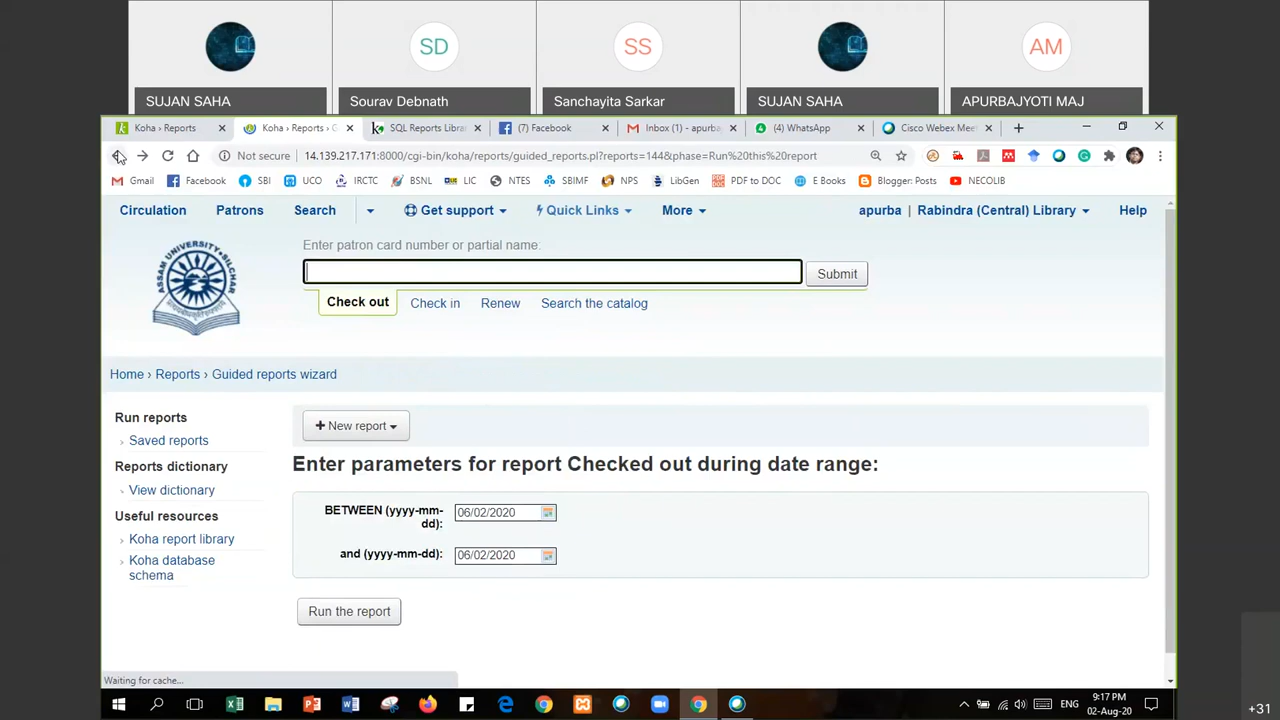 SD
SS
AM
SUJAN SAHA
Sourav Debnath
Sanchayita Sarkar
SUJAN SAHA
APURBAJYOTI MAJ
Koha › Reports
Koha › Reports › G
SQL Reports Libra
(7) Facebook
Inbox (1) - apurba
(4) WhatsApp
Cisco Webex Mee
Not secure
14.139.217.171:8000/cgi-bin/koha/reports/guided_reports.pl?reports=144&phase=Run%20this%20report
Gmail
Facebook
SBI
UCO
IRCTC
BSNL
LIC
NTES
SBIMF
NPS
LibGen
PDF to DOC
E Books
Blogger: Posts
NECOLIB
Circulation
Patrons
Search
Get support
Quick Links
More
apurba | Rabindra (Central) Library
Help
ASSAM UNIVERSITY, SILCHAR
Enter patron card number or partial name:
Submit
Check out
Check in
Renew
Search the catalog
Home › Reports › Guided reports wizard
Run reports
Saved reports
Reports dictionary
View dictionary
Useful resources
Koha report library
Koha database
schema
+ New report
Enter parameters for report Checked out during date range:
BETWEEN (yyyy-mm-
dd):
06/02/2020
and (yyyy-mm-dd):
06/02/2020
Run the report
Waiting for cache...
ENG
9:17 PM
02-Aug-20
+31